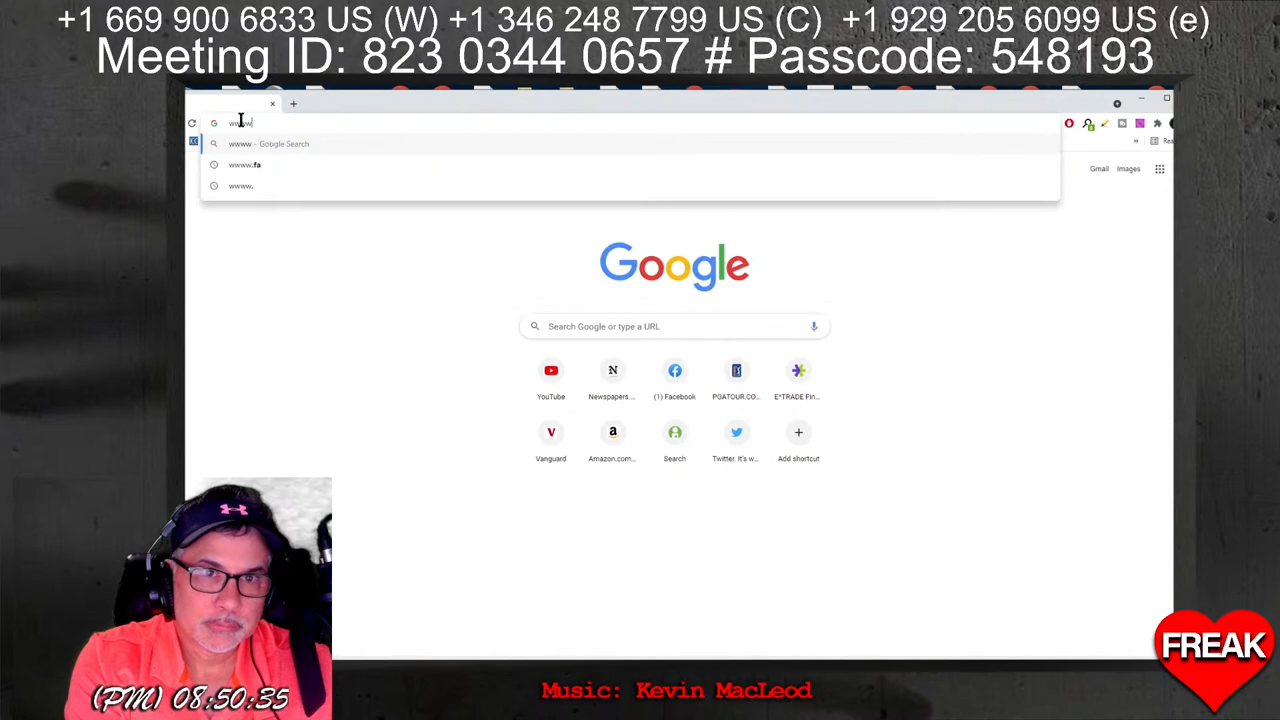 +1 669 900 6833 US (W) +1 346 248 7799 US (C) +1 929 205 6099 US (e)
Meeting ID: 823 0344 0657 # Passcode: 548193
wwww
wwww - Google Search
wwww.fa
wwww.
Gmail Images
Google
Search Google or type a URL
YouTube Newspapers.... (1) Facebook PGATOUR.CO... E*TRADE Fin...
Vanguard Amazon.com... Search Twitter. It's w... Add shortcut
FREAK
(PM) 08:50:35
Music: Kevin MacLeod